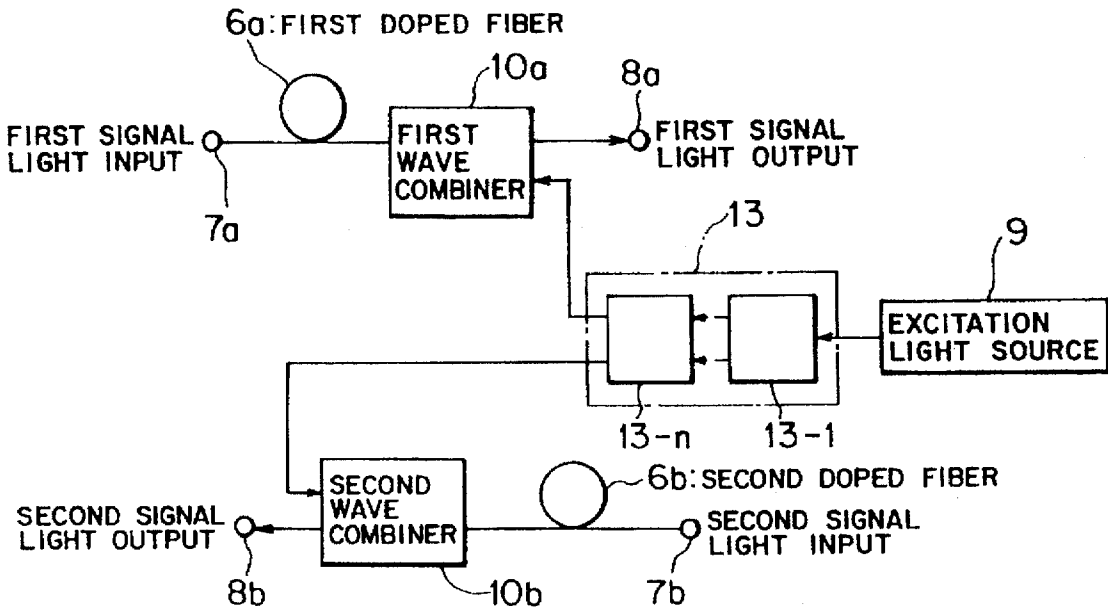 6a:FIRST DOPED FIBER
10a
8a
FIRST SIGNAL
LIGHT INPUT
FIRST
WAVE
COMBINER
FIRST SIGNAL
LIGHT OUTPUT
7a
13
9
EXCITATION
LIGHT SOURCE
13-n
13-1
6b:SECOND DOPED FIBER
SECOND SIGNAL
LIGHT OUTPUT
SECOND
WAVE
COMBINER
SECOND SIGNAL
LIGHT INPUT
8b
10b
7b